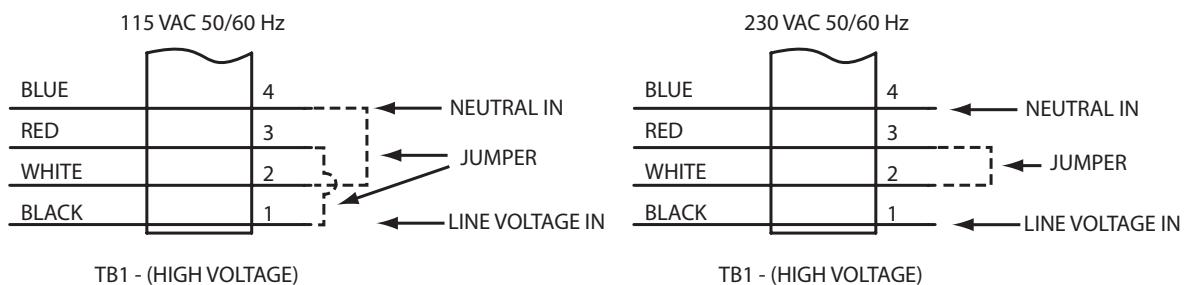 115 VAC 50/60 Hz
BLUE 4 NEUTRAL IN
RED 3
JUMPER
WHITE 2
BLACK 1 LINE VOLTAGE IN
TB1 - (HIGH VOLTAGE)
230 VAC 50/60 Hz
BLUE 4 NEUTRAL IN
RED 3
JUMPER
WHITE 2
BLACK 1 LINE VOLTAGE IN
TB1 - (HIGH VOLTAGE)